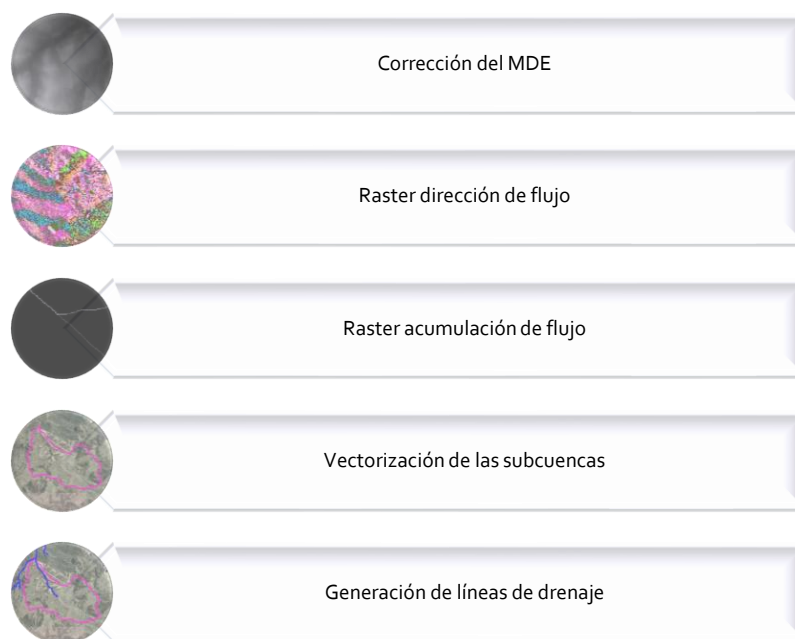 Corrección del MDE
Raster dirección de flujo
Raster acumulación de flujo
Vectorización de las subcuencas
Generación de líneas de drenaje